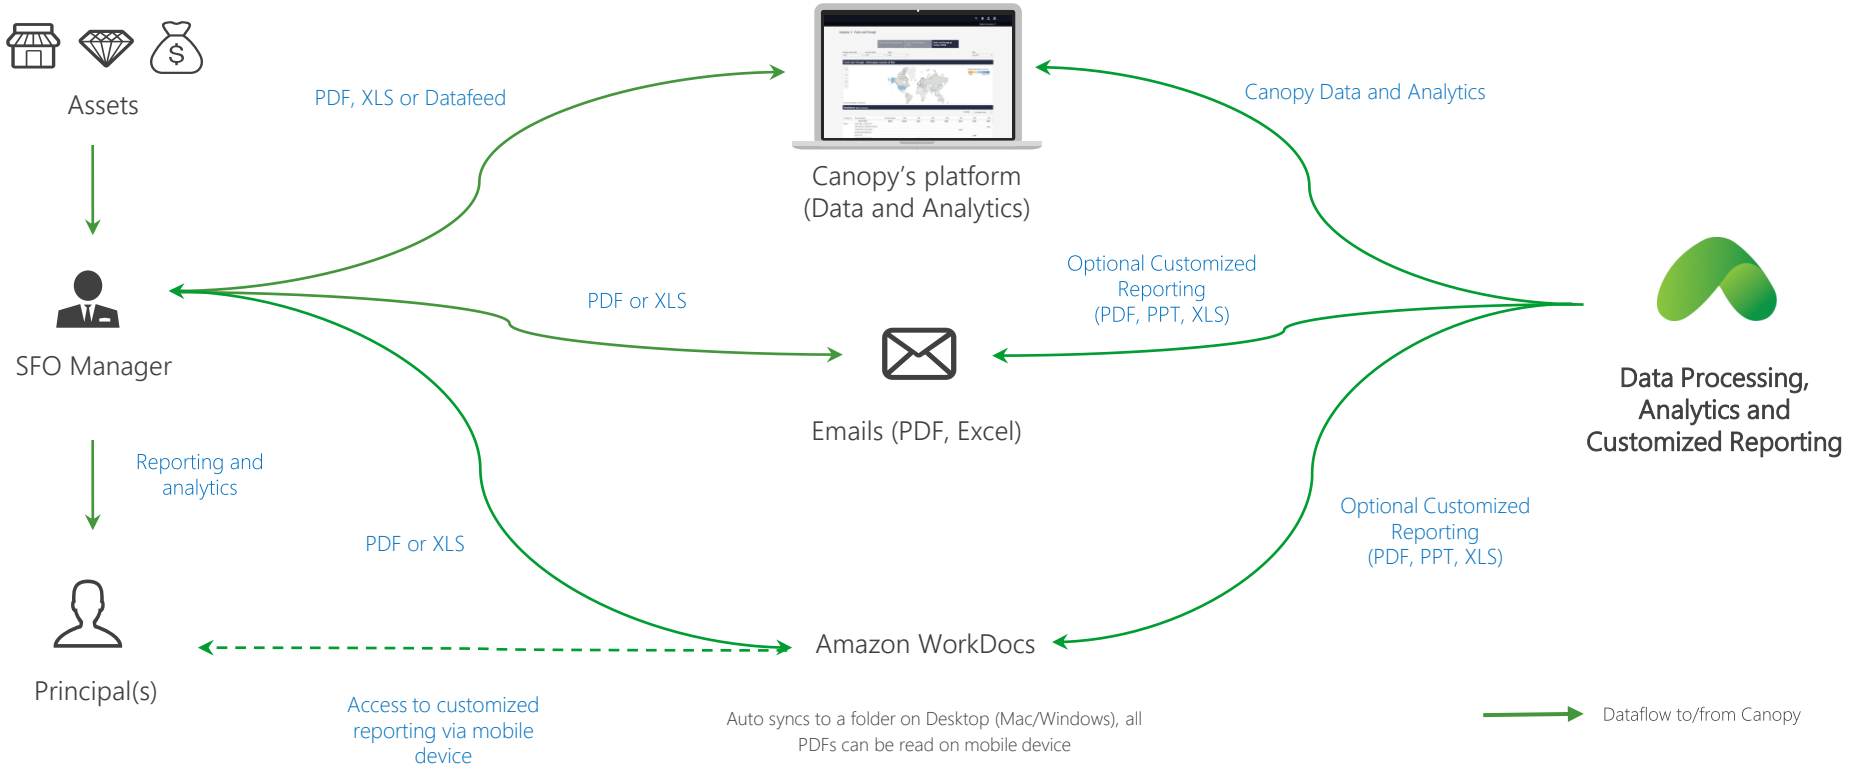 Assets
PDF, XLS or Datafeed
Canopy's platform
(Data and Analytics)
Canopy Data and Analytics
SFO Manager
PDF or XLS
Optional Customized
Reporting
(PDF, PPT, XLS)
Emails (PDF, Excel)
Data Processing,
Analytics and
Customized Reporting
Reporting and
analytics
PDF or XLS
Optional Customized
Reporting
(PDF, PPT, XLS)
Principal(s)
Amazon WorkDocs
Access to customized
reporting via mobile
device
Auto syncs to a folder on Desktop (Mac/Windows), all
PDFs can be read on mobile device
Dataflow to/from Canopy
$